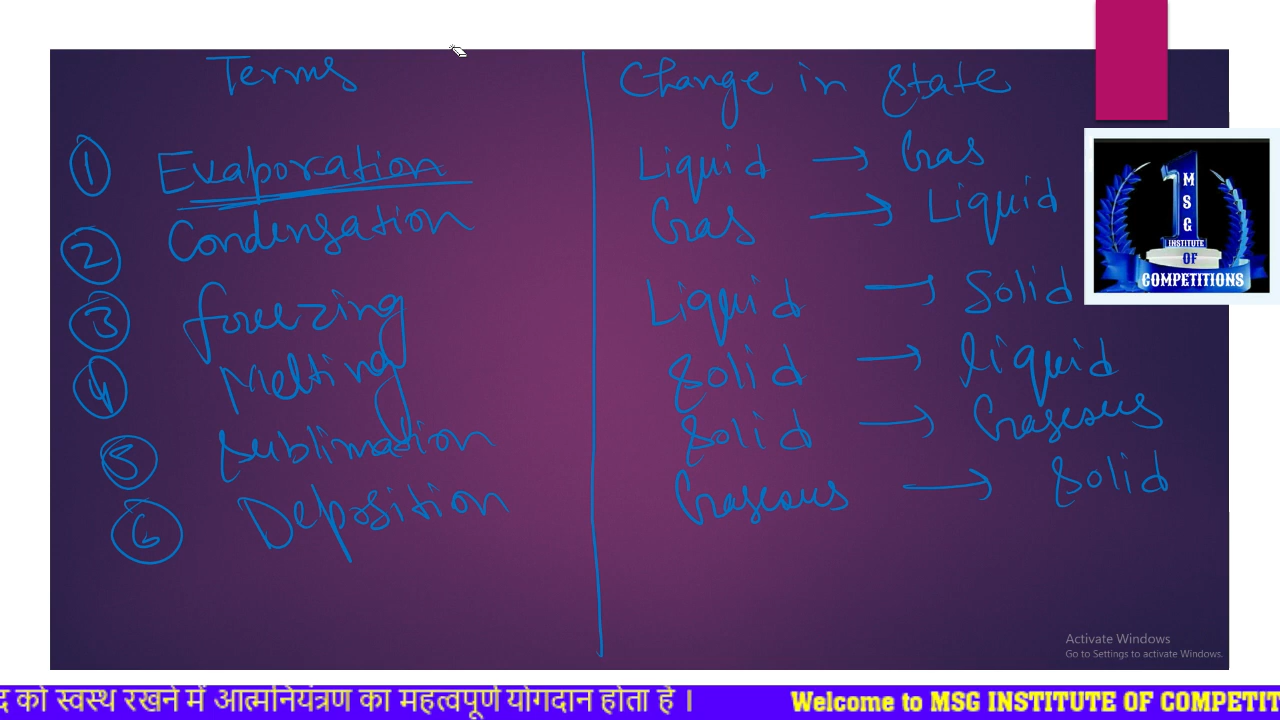 Terms Change in State
1 Evaporation Liquid → Gas
2 Condensation Gas → Liquid
3 freezing Liquid → Solid
4 Melting Solid → liquid
5 Sublimation Solid → Gaseous
6 Deposition Gaseous → Solid
1
MSG
INSTITUTE
OF
COMPETITIONS
Activate Windows
Go to Settings to activate Windows.
द को स्वस्थ रखने में आत्मनियंत्रण का महत्वपूर्ण योगदान होता है । Welcome to MSG INSTITUTE OF COMPETIT